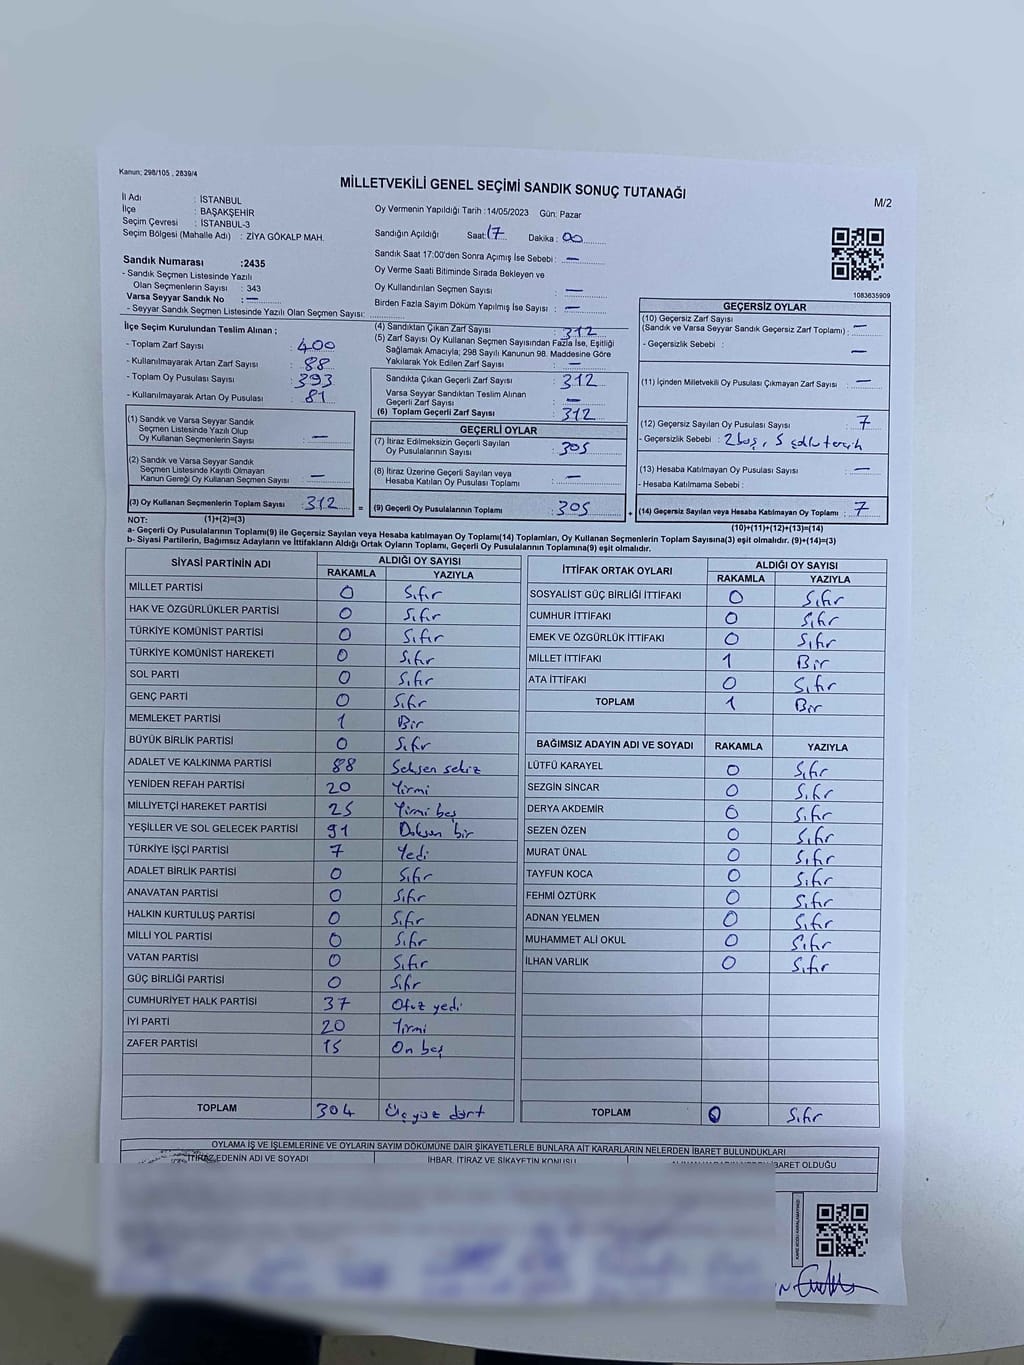 Kanun; 298/105 , 2839/4
MİLLETVEKİLİ GENEL SEÇİMİ SANDIK SONUÇ TUTANAĞI
M/2
İl Adı : İSTANBUL
İlçe : BAŞAKŞEHİR
Seçim Çevresi : İSTANBUL-3
Seçim Bölgesi (Mahalle Adı) : ZİYA GÖKALP MAH.
Oy Vermenin Yapıldığı Tarih :14/05/2023 Gün: Pazar
Sandığın Açıldığı Saat: 17 Dakika : 00
Sandık Saat 17:00'den Sonra Açımış İse Sebebi : —
Oy Verme Saati Bitiminde Sırada Bekleyen ve
Oy Kullandırılan Seçmen Sayısı : —
Birden Fazla Sayım Döküm Yapılmış İse Sayısı : —
1083635909
Sandık Numarası :2435
- Sandık Seçmen Listesinde Yazılı
Olan Seçmenlerin Sayısı : 343
Varsa Seyyar Sandık No : —
- Seyyar Sandık Seçmen Listesinde Yazılı Olan Seçmen Sayısı:
İlçe Seçim Kurulundan Teslim Alınan ;
- Toplam Zarf Sayısı : 400
- Kullanılmayarak Artan Zarf Sayısı : 88
- Toplam Oy Pusulası Sayısı : 393
- Kullanılmayarak Artan Oy Pusulası : 81
(1) Sandık ve Varsa Seyyar Sandık
Seçmen Listesinde Yazılı Olup
Oy Kullanan Seçmenlerin Sayısı : —
(2) Sandık ve Varsa Seyyar Sandık
Seçmen Listesinde Kayıtlı Olmayan
Kanun Gereği Oy Kullanan Seçmen Sayısı : —
(3) Oy Kullanan Seçmenlerin Toplam Sayısı : 312 =
(4) Sandıktan Çıkan Zarf Sayısı : 312
(5) Zarf Sayısı Oy Kullanan Seçmen Sayısından Fazla İse, Eşitliği
Sağlamak Amacıyla; 298 Sayılı Kanunun 98. Maddesine Göre
Yakılarak Yok Edilen Zarf Sayısı : —
Sandıkta Çıkan Geçerli Zarf Sayısı : 312
Varsa Seyyar Sandıktan Teslim Alınan
Geçerli Zarf Sayısı : —
(6) Toplam Geçerli Zarf Sayısı : 312
GEÇERLİ OYLAR
(7) İtiraz Edilmeksizin Geçerli Sayılan
Oy Pusulalarının Sayısı : 305
(8) İtiraz Üzerine Geçerli Sayılan veya
Hesaba Katılan Oy Pusulası Toplamı : —
(9) Geçerli Oy Pusulalarının Toplamı : 305 +
GEÇERSİZ OYLAR
(10) Geçersiz Zarf Sayısı
(Sandık ve Varsa Seyyar Sandık Geçersiz Zarf Toplamı) : —
- Geçersizlik Sebebi : —
(11) İçinden Milletvekili Oy Pusulası Çıkmayan Zarf Sayısı : —
(12) Geçersiz Sayılan Oy Pusulası Sayısı : 7
- Geçersizlik Sebebi : 2 boş, 5 çoklu tercih
(13) Hesaba Katılmayan Oy Pusulası Sayısı : —
- Hesaba Katılmama Sebebi :
(14) Geçersiz Sayılan veya Hesaba Katılmayan Oy Toplamı : 7
NOT: (1)+(2)=(3)
(10)+(11)+(12)+(13)=(14)
a- Geçerli Oy Pusulalarının Toplamı(9) ile Geçersiz Sayılan veya Hesaba katılmayan Oy Toplamı(14) Toplamları, Oy Kullanan Seçmenlerin Toplam Sayısına(3) eşit olmalıdır. (9)+(14)=(3)
b- Siyasi Partilerin, Bağımsız Adayların ve İttifakların Aldığı Ortak Oyların Toplamı, Geçerli Oy Pusulalarının Toplamına(9) eşit olmalıdır.
SİYASİ PARTİNİN ADI ALDIĞI OY SAYISI
RAKAMLA YAZIYLA
MİLLET PARTİSİ 0 Sıfır
HAK VE ÖZGÜRLÜKLER PARTİSİ 0 Sıfır
TÜRKİYE KOMÜNİST PARTİSİ 0 Sıfır
TÜRKİYE KOMÜNİST HAREKETİ 0 Sıfır
SOL PARTİ 0 Sıfır
GENÇ PARTİ 0 Sıfır
MEMLEKET PARTİSİ 1 Bir
BÜYÜK BİRLİK PARTİSİ 0 Sıfır
ADALET VE KALKINMA PARTİSİ 88 Seksen sekiz
YENİDEN REFAH PARTİSİ 20 Yirmi
MİLLİYETÇİ HAREKET PARTİSİ 25 Yirmi beş
YEŞİLLER VE SOL GELECEK PARTİSİ 91 Doksan bir
TÜRKİYE İŞÇİ PARTİSİ 7 Yedi
ADALET BİRLİK PARTİSİ 0 Sıfır
ANAVATAN PARTİSİ 0 Sıfır
HALKIN KURTULUŞ PARTİSİ 0 Sıfır
MİLLİ YOL PARTİSİ 0 Sıfır
VATAN PARTİSİ 0 Sıfır
GÜÇ BİRLİĞİ PARTİSİ 0 Sıfır
CUMHURİYET HALK PARTİSİ 37 Otuz yedi
İYİ PARTİ 20 Yirmi
ZAFER PARTİSİ 15 On beş
TOPLAM 304 Üç yüz dört
İTTİFAK ORTAK OYLARI ALDIĞI OY SAYISI
RAKAMLA YAZIYLA
SOSYALİST GÜÇ BİRLİĞİ İTTİFAKI 0 Sıfır
CUMHUR İTTİFAKI 0 Sıfır
EMEK VE ÖZGÜRLÜK İTTİFAKI 0 Sıfır
MİLLET İTTİFAKI 1 Bir
ATA İTTİFAKI 0 Sıfır
TOPLAM 1 Bir
BAĞIMSIZ ADAYIN ADI VE SOYADI RAKAMLA YAZIYLA
LÜTFÜ KARAYEL 0 Sıfır
SEZGİN SİNCAR 0 Sıfır
DERYA AKDEMİR 0 Sıfır
SEZEN ÖZEN 0 Sıfır
MURAT ÜNAL 0 Sıfır
TAYFUN KOCA 0 Sıfır
FEHMİ ÖZTÜRK 0 Sıfır
ADNAN YELMEN 0 Sıfır
MUHAMMET ALİ OKUL 0 Sıfır
İLHAN VARLIK 0 Sıfır
TOPLAM 0 Sıfır
OYLAMA İŞ VE İŞLEMLERİNE VE OYLARIN SAYIM DÖKÜMÜNE DAİR ŞİKAYETLERLE BUNLARA AİT KARARLARIN NELERDEN İBARET BULUNDUKLARI
İTİRAZ EDENİN ADI VE SOYADI İHBAR, İTİRAZ VE ŞİKAYETİN KONUSU İBARET OLDUĞU